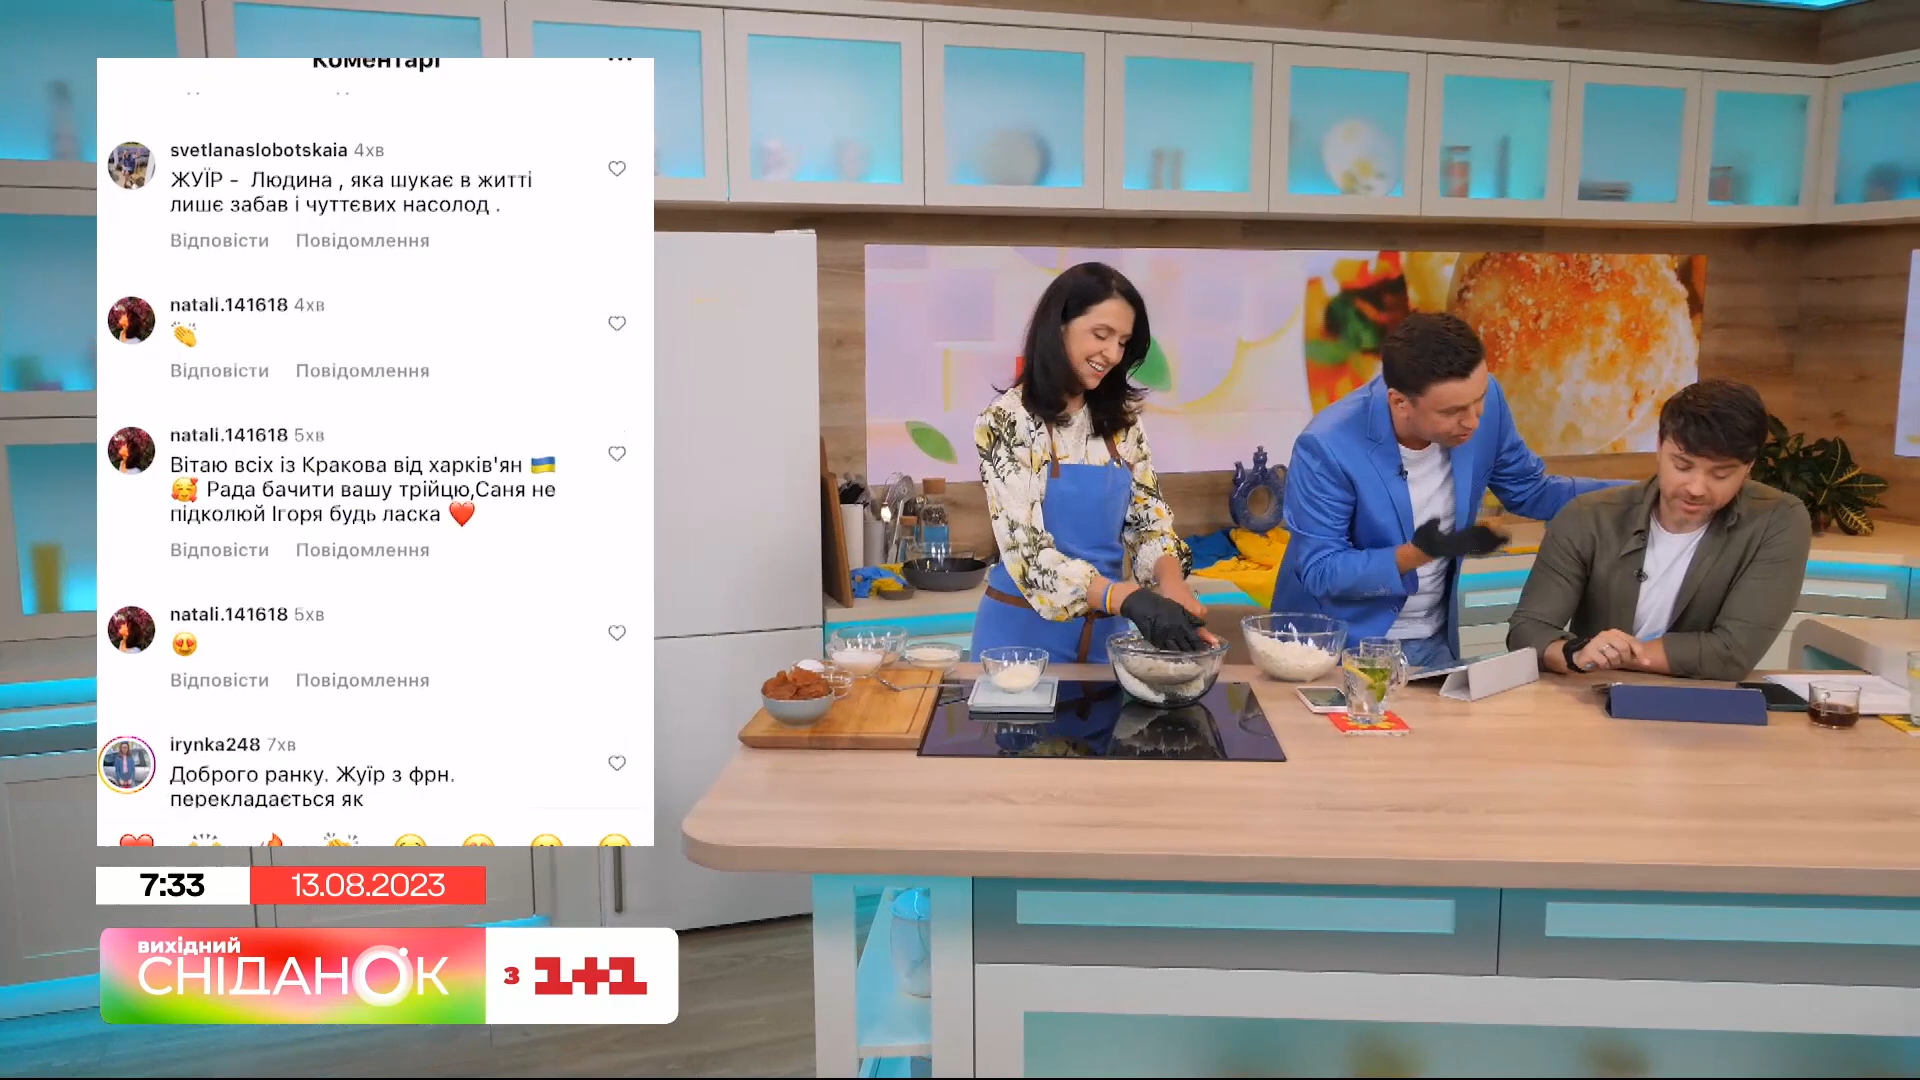 Коментарі
svetlanaslobotskaia 4хв
ЖУЇР - Людина , яка шукає в житті
лишє забав і чуттєвих насолод .
Відповісти Повідомлення
natali.141618 4хв
👏
Відповісти Повідомлення
natali.141618 5хв
Вітаю всіх із Кракова від харків'ян 🇺🇦
🥰 Рада бачити вашу трійцю,Саня не
підколюй Ігоря будь ласка ❤️
Відповісти Повідомлення
natali.141618 5хв
😍
Відповісти Повідомлення
irynka248 7хв
Доброго ранку. Жуїр з фрн.
перекладається як
7:33 13.08.2023
вихідний
СНІДАНОК
з 1+1